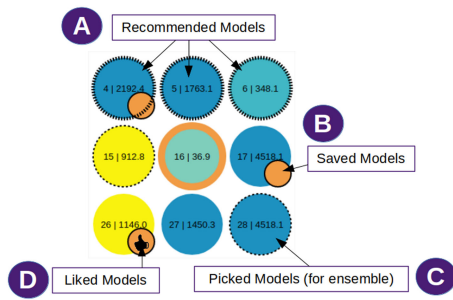 A
Recommended Models
4 | 2192.4
5 | 1763.1
6 | 348.1
B
15 | 912.8
16 | 36.9
17 | 4518.1
Saved Models
26 | 1146.0
27 | 1450.3
28 | 4518.1
D
Liked Models
Picked Models (for ensemble)
C